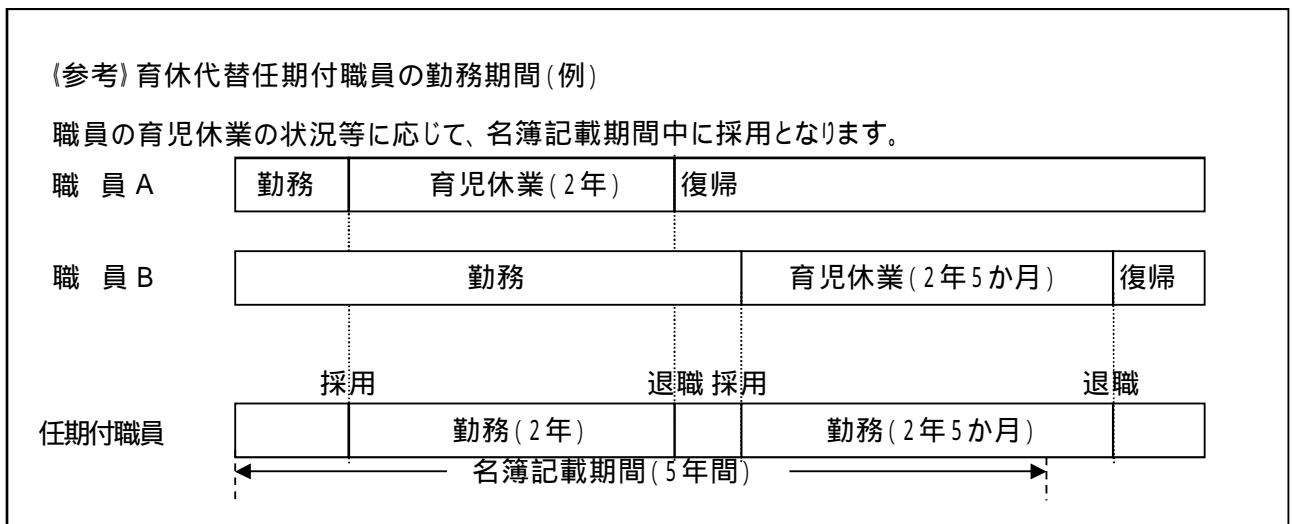 《参考》育休代替任期付職員の勤務期間(例)
職員の育児休業の状況等に応じて、名簿記載期間中に採用となります。
職 員 A 勤務 育児休業(2年) 復帰
職 員 B 勤務 育児休業(2年5か月) 復帰
採用 退職 採用 退職
任期付職員 勤務(2年) 勤務(2年5か月)
名簿記載期間(5年間)